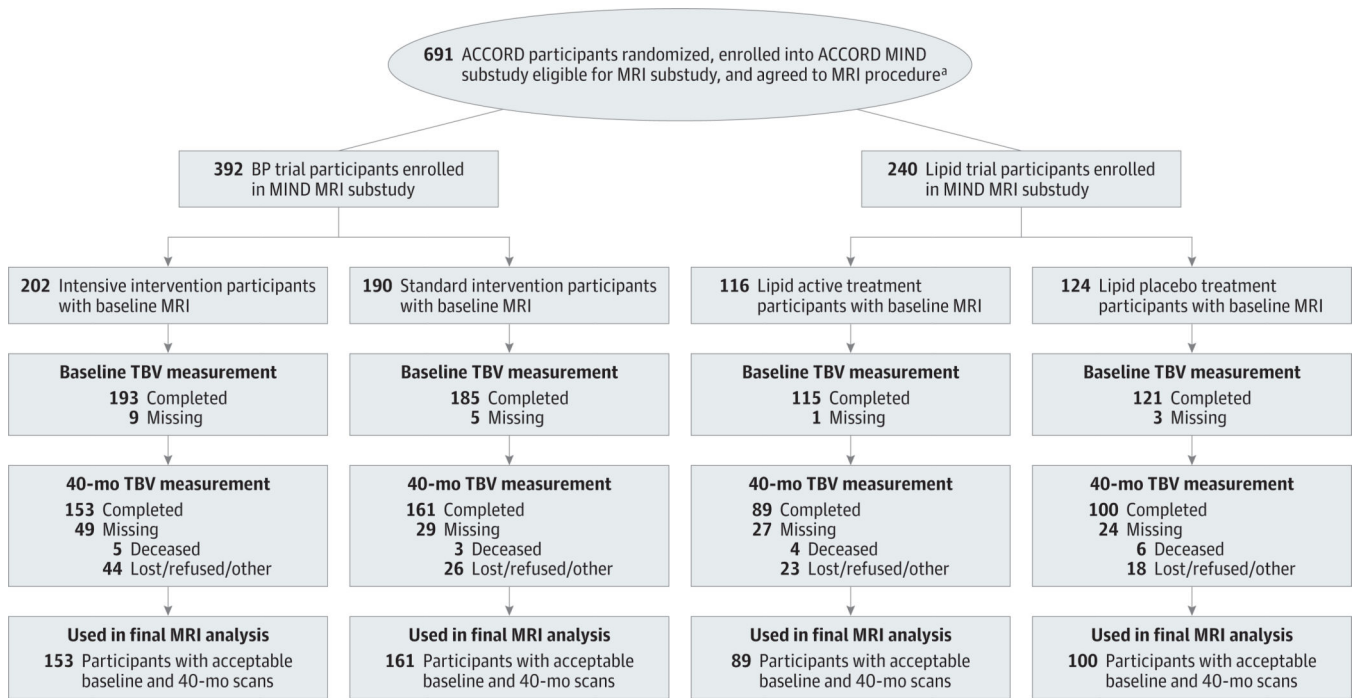 691 ACCORD participants randomized, enrolled into ACCORD MIND
substudy eligible for MRI substudy, and agreed to MRI procedureᵃ
392 BP trial participants enrolled
in MIND MRI substudy
240 Lipid trial participants enrolled
in MIND MRI substudy
202 Intensive intervention participants
with baseline MRI
190 Standard intervention participants
with baseline MRI
116 Lipid active treatment
participants with baseline MRI
124 Lipid placebo treatment
participants with baseline MRI
Baseline TBV measurement
193 Completed
9 Missing
Baseline TBV measurement
185 Completed
5 Missing
Baseline TBV measurement
115 Completed
1 Missing
Baseline TBV measurement
121 Completed
3 Missing
40-mo TBV measurement
153 Completed
49 Missing
5 Deceased
44 Lost/refused/other
40-mo TBV measurement
161 Completed
29 Missing
3 Deceased
26 Lost/refused/other
40-mo TBV measurement
89 Completed
27 Missing
4 Deceased
23 Lost/refused/other
40-mo TBV measurement
100 Completed
24 Missing
6 Deceased
18 Lost/refused/other
Used in final MRI analysis
153 Participants with acceptable
baseline and 40-mo scans
Used in final MRI analysis
161 Participants with acceptable
baseline and 40-mo scans
Used in final MRI analysis
89 Participants with acceptable
baseline and 40-mo scans
Used in final MRI analysis
100 Participants with acceptable
baseline and 40-mo scans